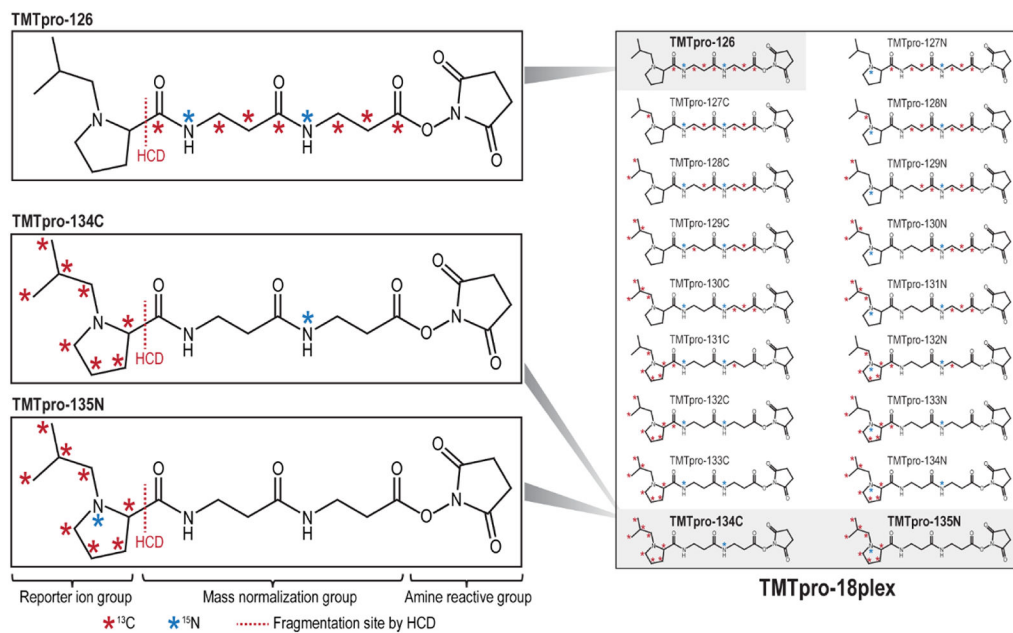 TMTpro-126
O
O
O
O
N
N
H
N
H
O
N
O
HCD
TMTpro-134C
O
O
O
O
N
N
H
N
H
O
N
O
HCD
TMTpro-135N
O
O
O
O
N
N
H
N
H
O
N
O
HCD
Reporter ion group
Mass normalization group
Amine reactive group
* ¹³C
* ¹⁵N
Fragmentation site by HCD
TMTpro-126
TMTpro-127N
TMTpro-127C
TMTpro-128N
TMTpro-128C
TMTpro-129N
TMTpro-129C
TMTpro-130N
TMTpro-130C
TMTpro-131N
TMTpro-131C
TMTpro-132N
TMTpro-132C
TMTpro-133N
TMTpro-133C
TMTpro-134N
TMTpro-134C
TMTpro-135N
TMTpro-18plex